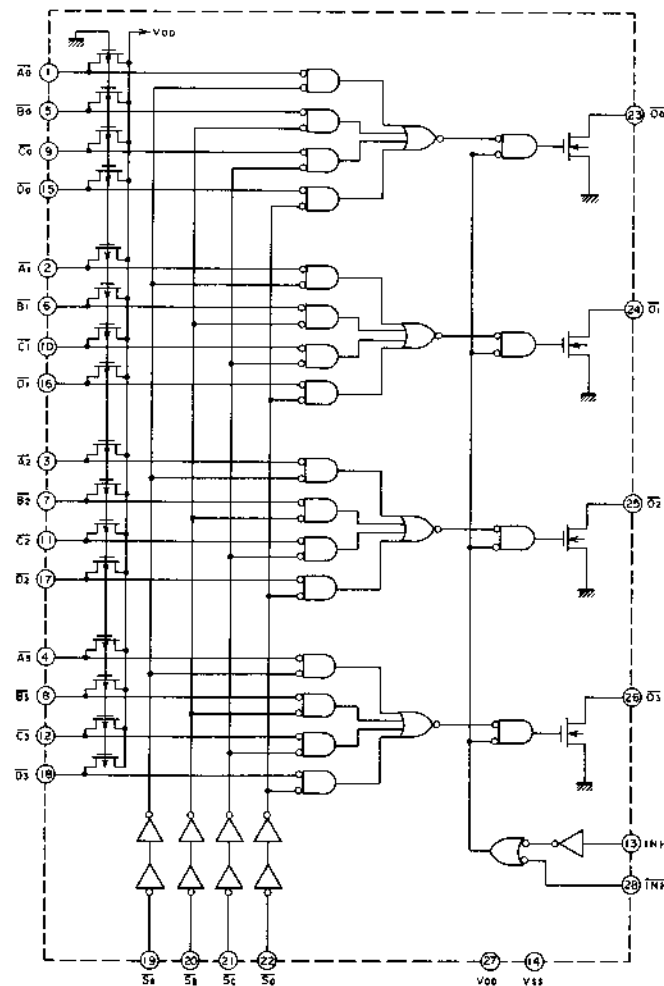 VDD
A0 1
B0 5
C0 9
D0 15
A1 2
B1 6
C1 10
D1 16
A2 3
B2 7
C2 11
D2 17
A3 4
B3 8
C3 12
D3 18
23 O0
24 O1
25 O2
26 O3
13 INH
28 INH
19 20 21 22 27 14
SA SB SC SD VDD VSS